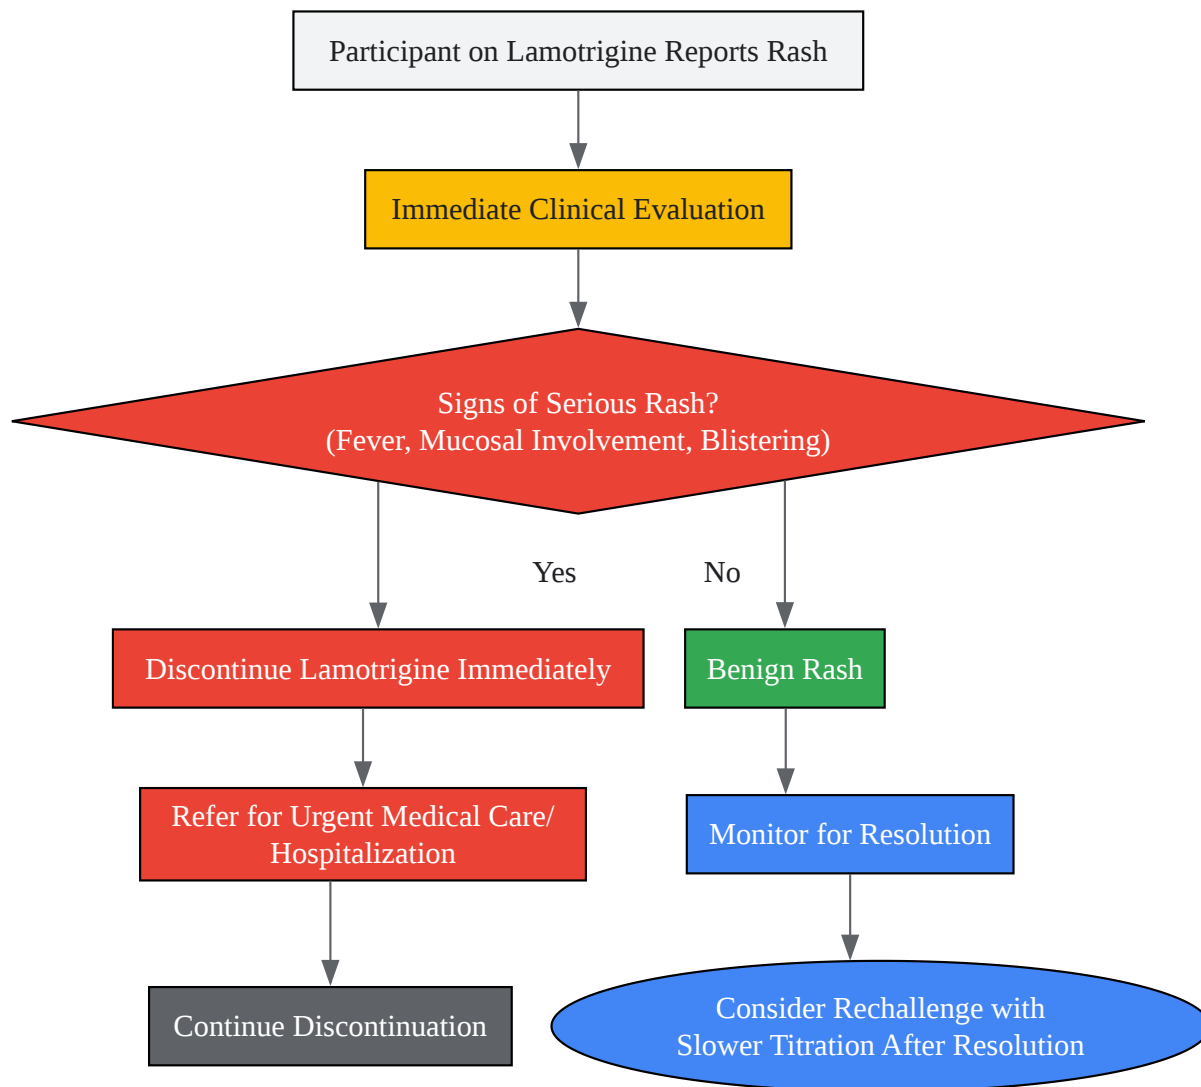 Participant on Lamotrigine Reports Rash
Immediate Clinical Evaluation
Signs of Serious Rash?
(Fever, Mucosal Involvement, Blistering)
Yes
No
Discontinue Lamotrigine Immediately
Benign Rash
Refer for Urgent Medical Care/
Hospitalization
Monitor for Resolution
Continue Discontinuation
Consider Rechallenge with
Slower Titration After Resolution